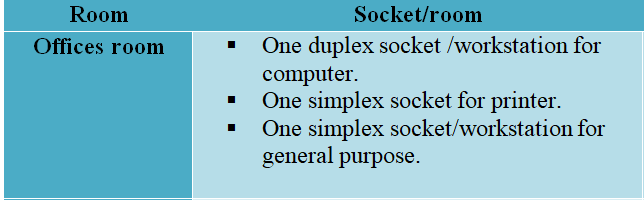 Room Socket/room
Offices room ▪ One duplex socket /workstation for
computer.
▪ One simplex socket for printer.
▪ One simplex socket/workstation for
general purpose.